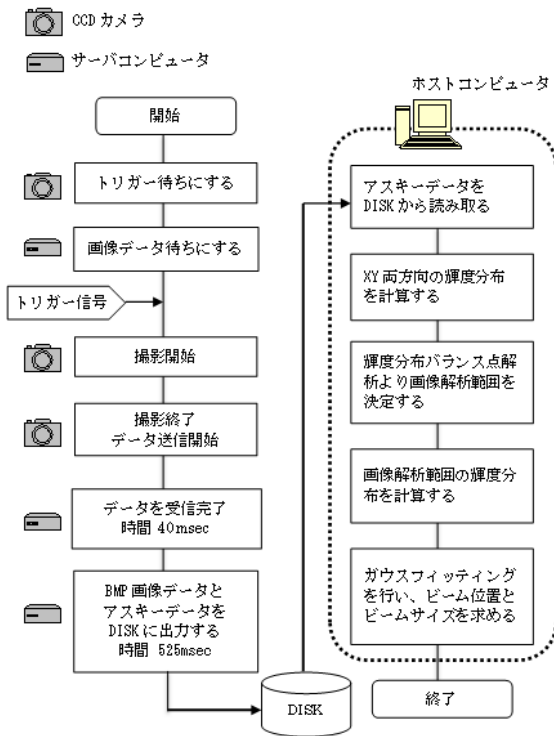 CCD カメラ
サーバコンピュータ
開始
トリガー待ちにする
画像データ待ちにする
トリガー信号
撮影開始
撮影終了
データ送信開始
データを受信完了
時間 40msec
BMP 画像データと
アスキーデータを
DISK に出力する
時間 525msec
DISK
ホストコンピュータ
アスキーデータを
DISK から読み取る
XY 両方向の輝度分布
を計算する
輝度分布バランス点解
析より画像解析範囲を
決定する
画像解析範囲の輝度分
布を計算する
ガウスフィッティング
を行い、ビーム位置と
ビームサイズを求める
終了